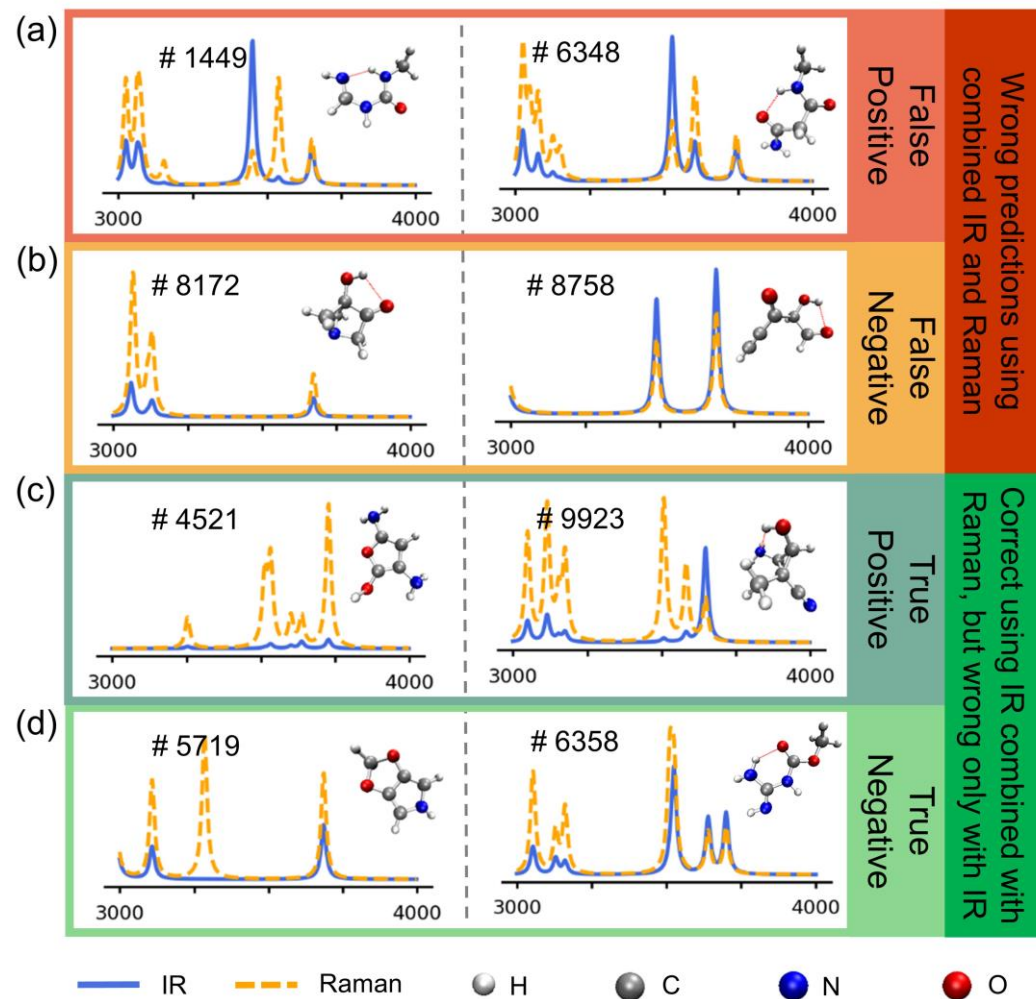 (a)
# 1449
3000
4000
# 6348
3000
4000
False
Positive
(b)
# 8172
3000
4000
# 8758
3000
4000
False
Negative
Wrong predictions using
combined IR and Raman
(c)
# 4521
3000
4000
# 9923
3000
4000
True
Positive
(d)
# 5719
3000
4000
# 6358
3000
4000
True
Negative
Correct using IR combined with
Raman, but wrong only with IR
IR
Raman
H
C
N
O